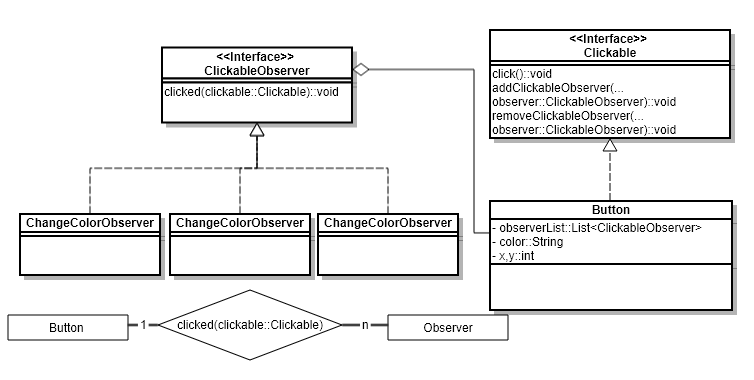 <<Interface>>
ClickableObserver
clicked(clickable::Clickable)::void
<<Interface>>
Clickable
click()::void
addClickableObserver(...
observer::ClickableObserver)::void
removeClickableObserver(...
observer::ClickableObserver)::void
ChangeColorObserver
ChangeColorObserver
ChangeColorObserver
Button
- observerList::List<ClickableObserver>
- color::String
- x,y::int
Button
1
clicked(clickable::Clickable)
n
Observer